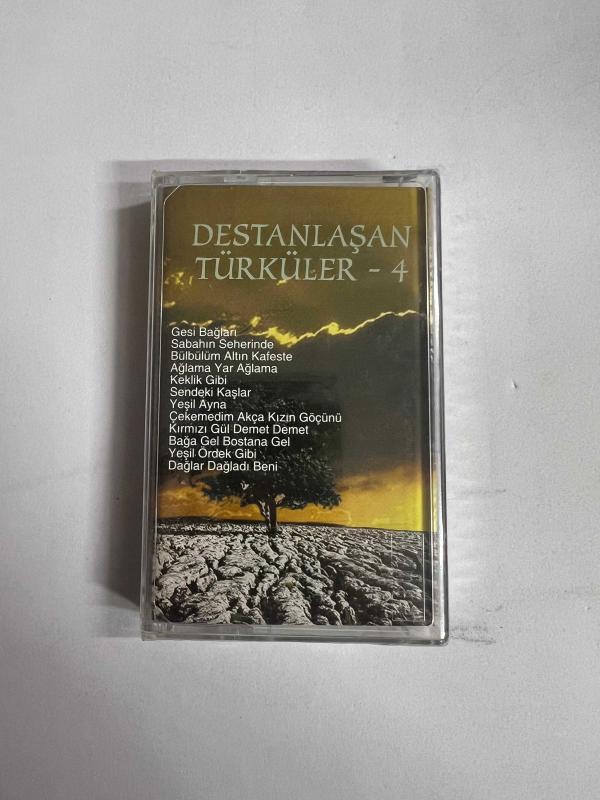 DESTANLAŞAN
TÜRKÜLER - 4
Gesi Bağları
Sabahın Seherinde
Bülbülüm Altın Kafeste
Ağlama Yar Ağlama
Keklik Gibi
Sendeki Kaşlar
Yeşil Ayna
Çekemedim Akça Kızın Göçünü
Kırmızı Gül Demet Demet
Bağa Gel Bostana Gel
Yeşil Ördek Gibi
Dağlar Dağladı Beni